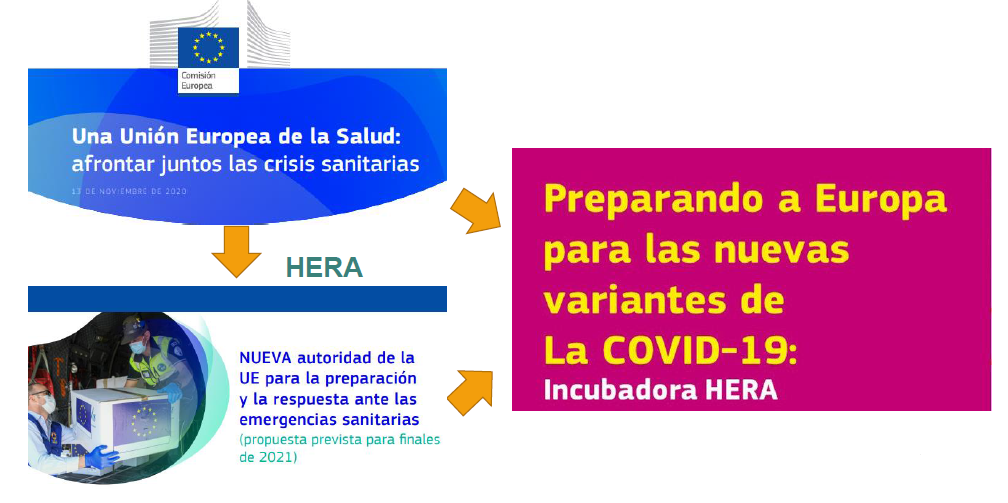 Comisión
Europea
Una Unión Europea de la Salud:
afrontar juntos las crisis sanitarias
13 DE NOVIEMBRE DE 2020
HERA
NUEVA autoridad de la
UE para la preparación
y la respuesta ante las
emergencias sanitarias
(propuesta prevista para finales
de 2021)
Preparando a Europa
para las nuevas
variantes de
La COVID-19:
Incubadora HERA